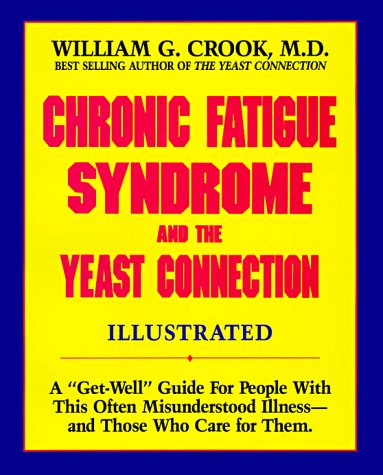 WILLIAM G. CROOK, M.D.
BEST SELLING AUTHOR OF THE YEAST CONNECTION
CHRONIC FATIGUE
SYNDROME
AND THE
YEAST CONNECTION
ILLUSTRATED
A “Get-Well” Guide For People With
This Often Misunderstood Illness—
and Those Who Care for Them.